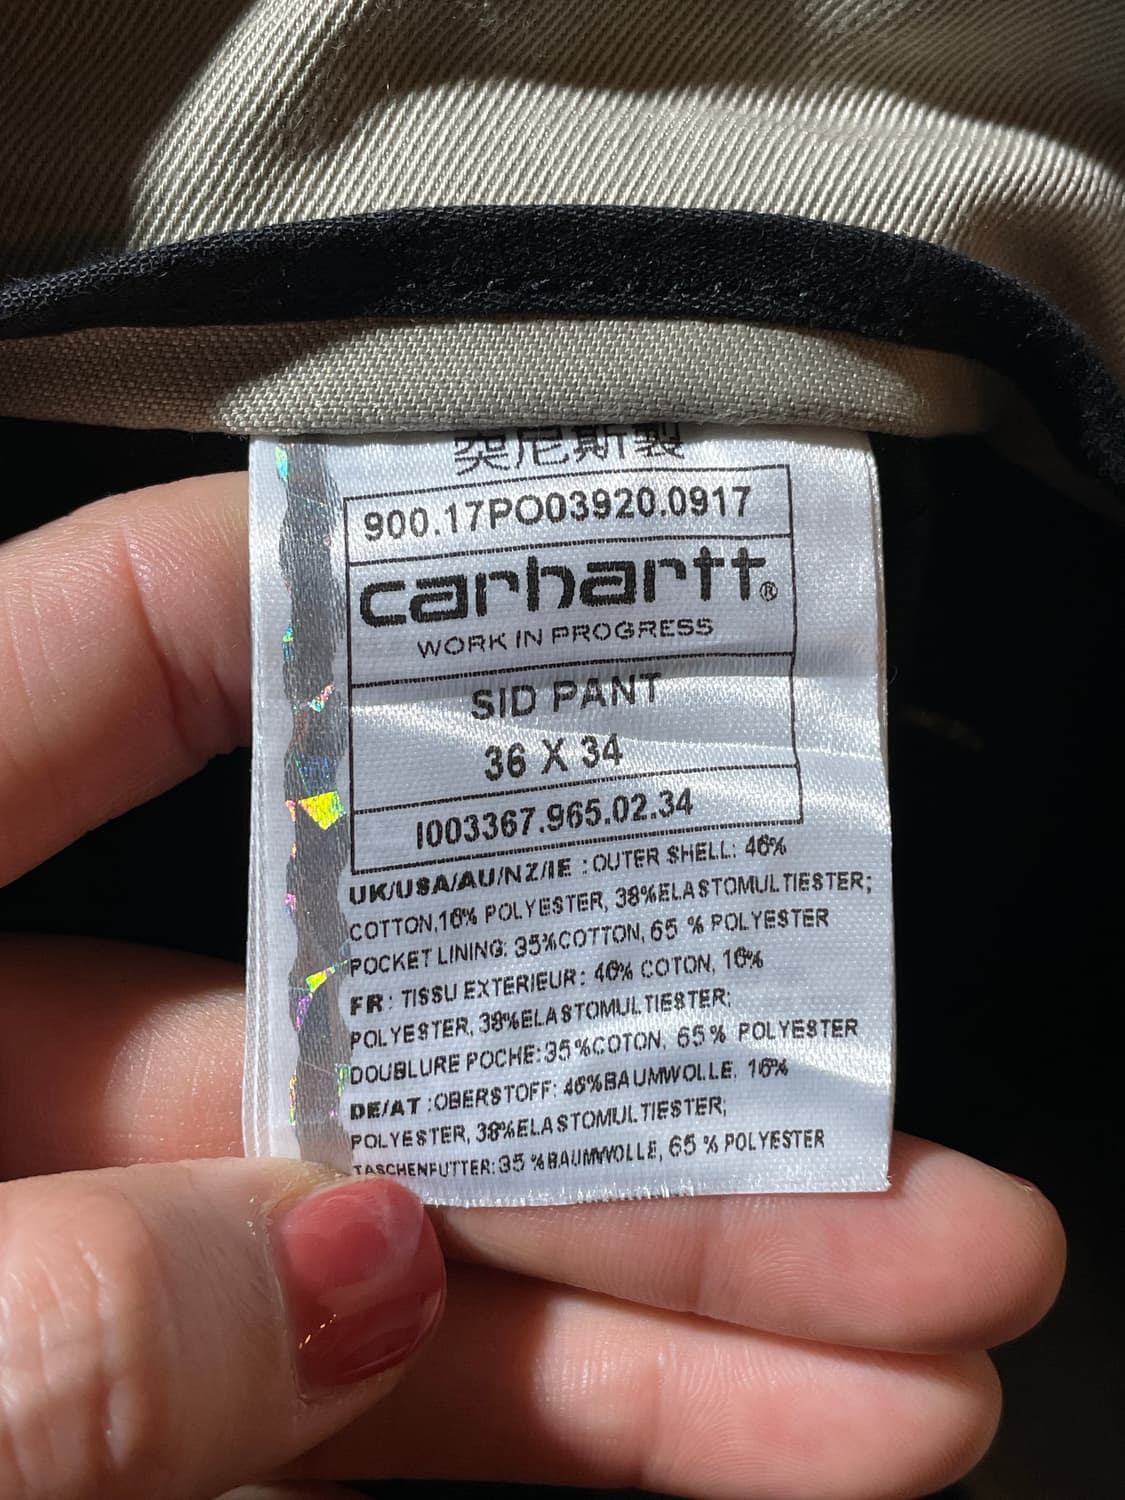 突尼斯製
900.17PO03920.0917
carhartt®
WORK IN PROGRESS
SID PANT
36 X 34
I003367.965.02.34
UK/USA/AU/NZ/IE : OUTER SHELL: 46%
COTTON,16% POLYESTER, 38%ELASTOMULTIESTER;
POCKET LINING: 35%COTTON, 65 % POLYESTER
FR : TISSU EXTERIEUR: 46% COTON, 16%
POLYESTER, 38%ELASTOMULTIESTER;
DOUBLURE POCHE:35%COTON, 65% POLYESTER
DE/AT :OBERSTOFF: 46%BAUMWOLLE, 16%
POLYESTER, 38%ELASTOMULTIESTER;
TASCHENFUTTER:35 %BAUMWOLLE, 65 % POLYESTER